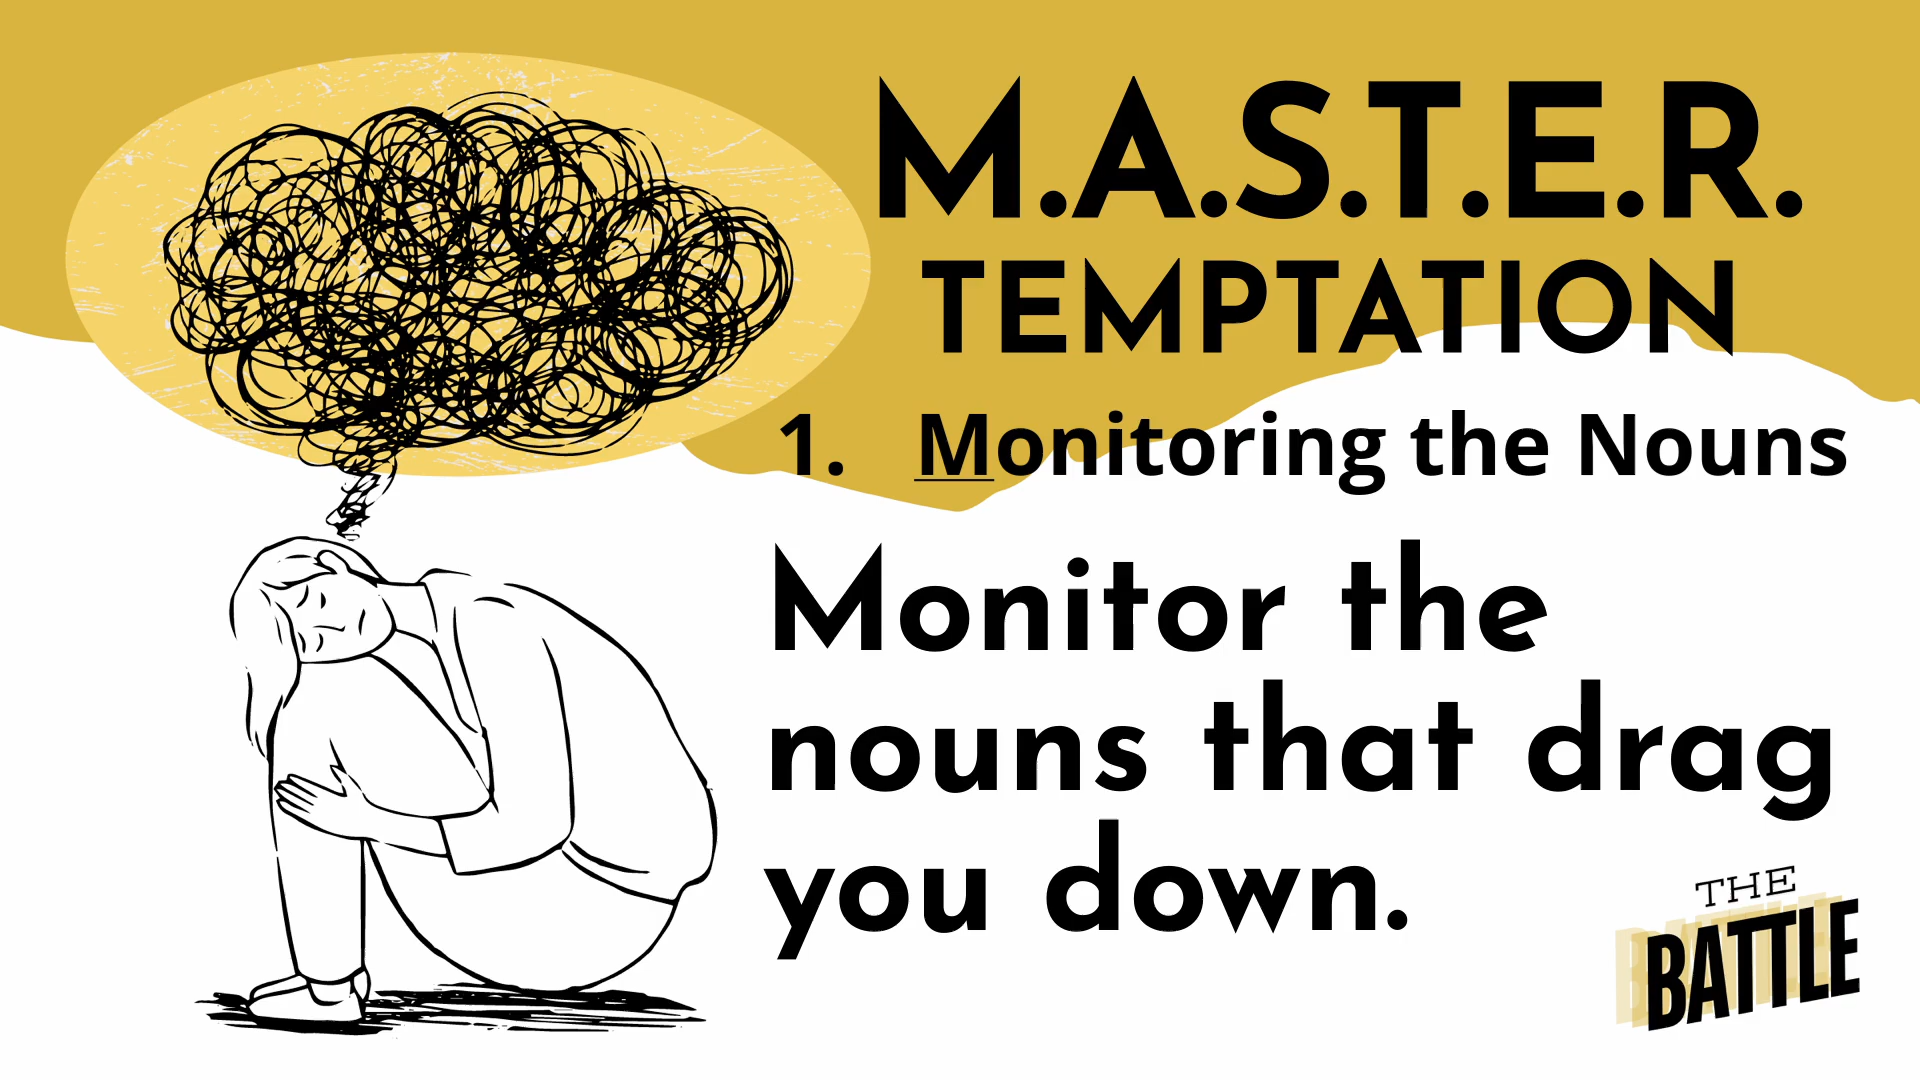 M.A.S.T.E.R.
TEMPTATION
1. Monitoring the Nouns
Monitor the
nouns that drag
you down.
THE
BATTLE